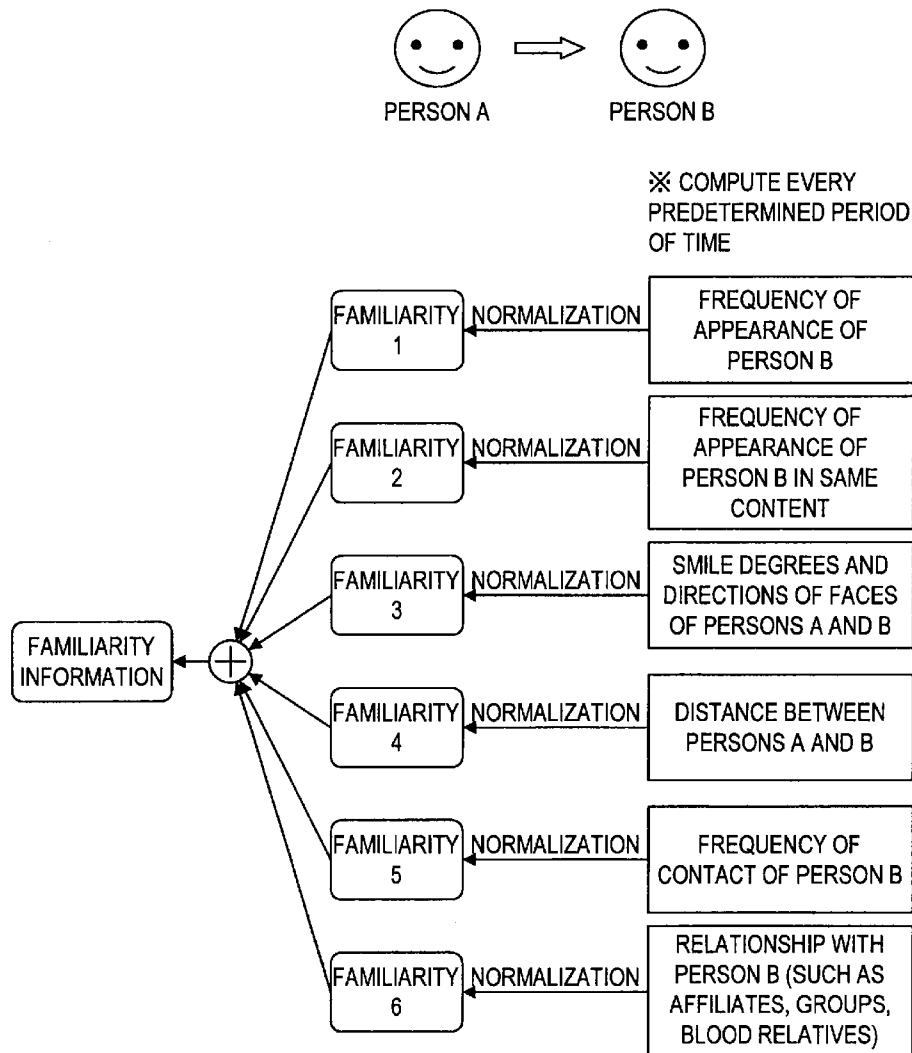 PERSON A
PERSON B
※ COMPUTE EVERY
PREDETERMINED PERIOD
OF TIME
FAMILIARITY
1
NORMALIZATION
FREQUENCY OF
APPEARANCE OF
PERSON B
FAMILIARITY
2
NORMALIZATION
FREQUENCY OF
APPEARANCE OF
PERSON B IN SAME
CONTENT
FAMILIARITY
3
NORMALIZATION
SMILE DEGREES AND
DIRECTIONS OF FACES
OF PERSONS A AND B
FAMILIARITY
INFORMATION
FAMILIARITY
4
NORMALIZATION
DISTANCE BETWEEN
PERSONS A AND B
FAMILIARITY
5
NORMALIZATION
FREQUENCY OF
CONTACT OF PERSON B
FAMILIARITY
6
NORMALIZATION
RELATIONSHIP WITH
PERSON B (SUCH AS
AFFILIATES, GROUPS,
BLOOD RELATIVES)